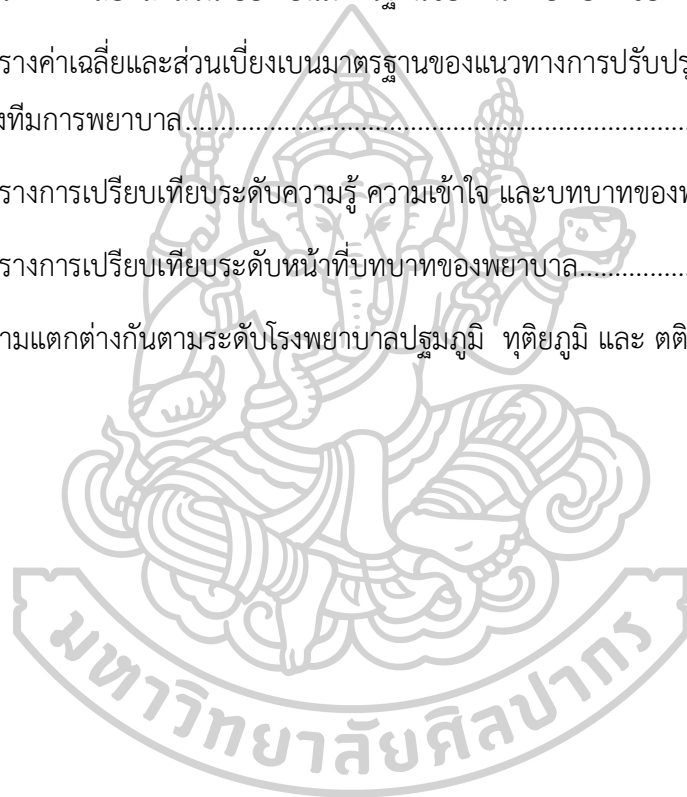 รางค่าเฉลี่ยและส่วนเบี่ยงเบนมาตรฐานของแนวทางการปรับปรุ
งทีมการพยาบาล
รางการเปรียบเทียบระดับความรู้ ความเข้าใจ และบทบาทของพ
รางการเปรียบเทียบระดับหน้าที่บทบาทของพยาบาล
ามแตกต่างกันตามระดับโรงพยาบาลปฐมภูมิ ทุติยภูมิ และ ตติ
มหาวิทยาลัยศิลปากร